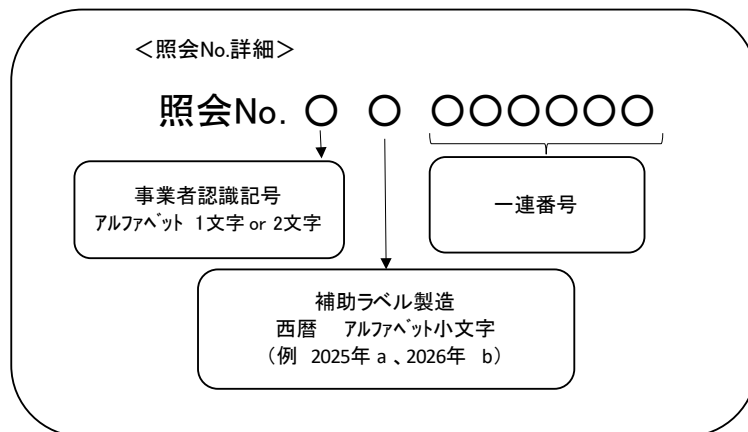 ＜照会No.詳細＞
照会No. ○ ○ ○○○○○○
事業者認識記号
ｱﾙﾌｧﾍﾞｯﾄ 1文字 or 2文字
一連番号
補助ラベル製造
西暦　ｱﾙﾌｧﾍﾞｯﾄ小文字
（例 2025年 a 、2026年 b）